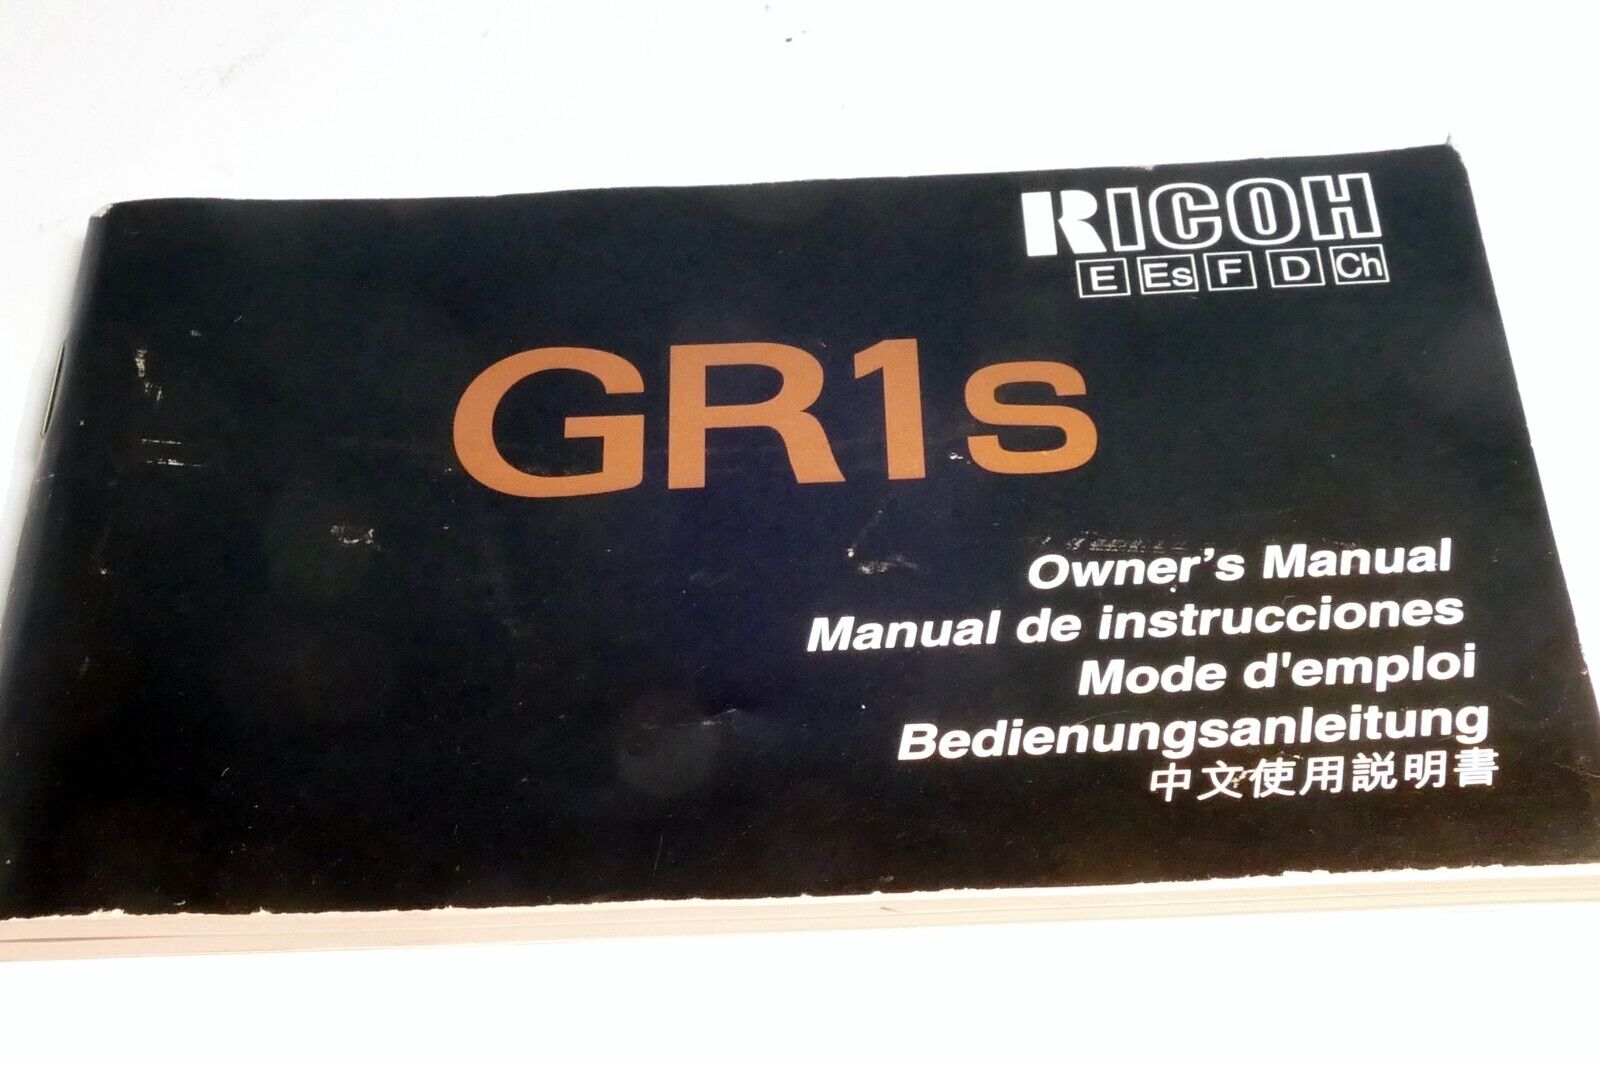 RICOH
E Es F D Ch
GR1s
Owner's Manual
Manual de instrucciones
Mode d'emploi
Bedienungsanleitung
中文使用説明書